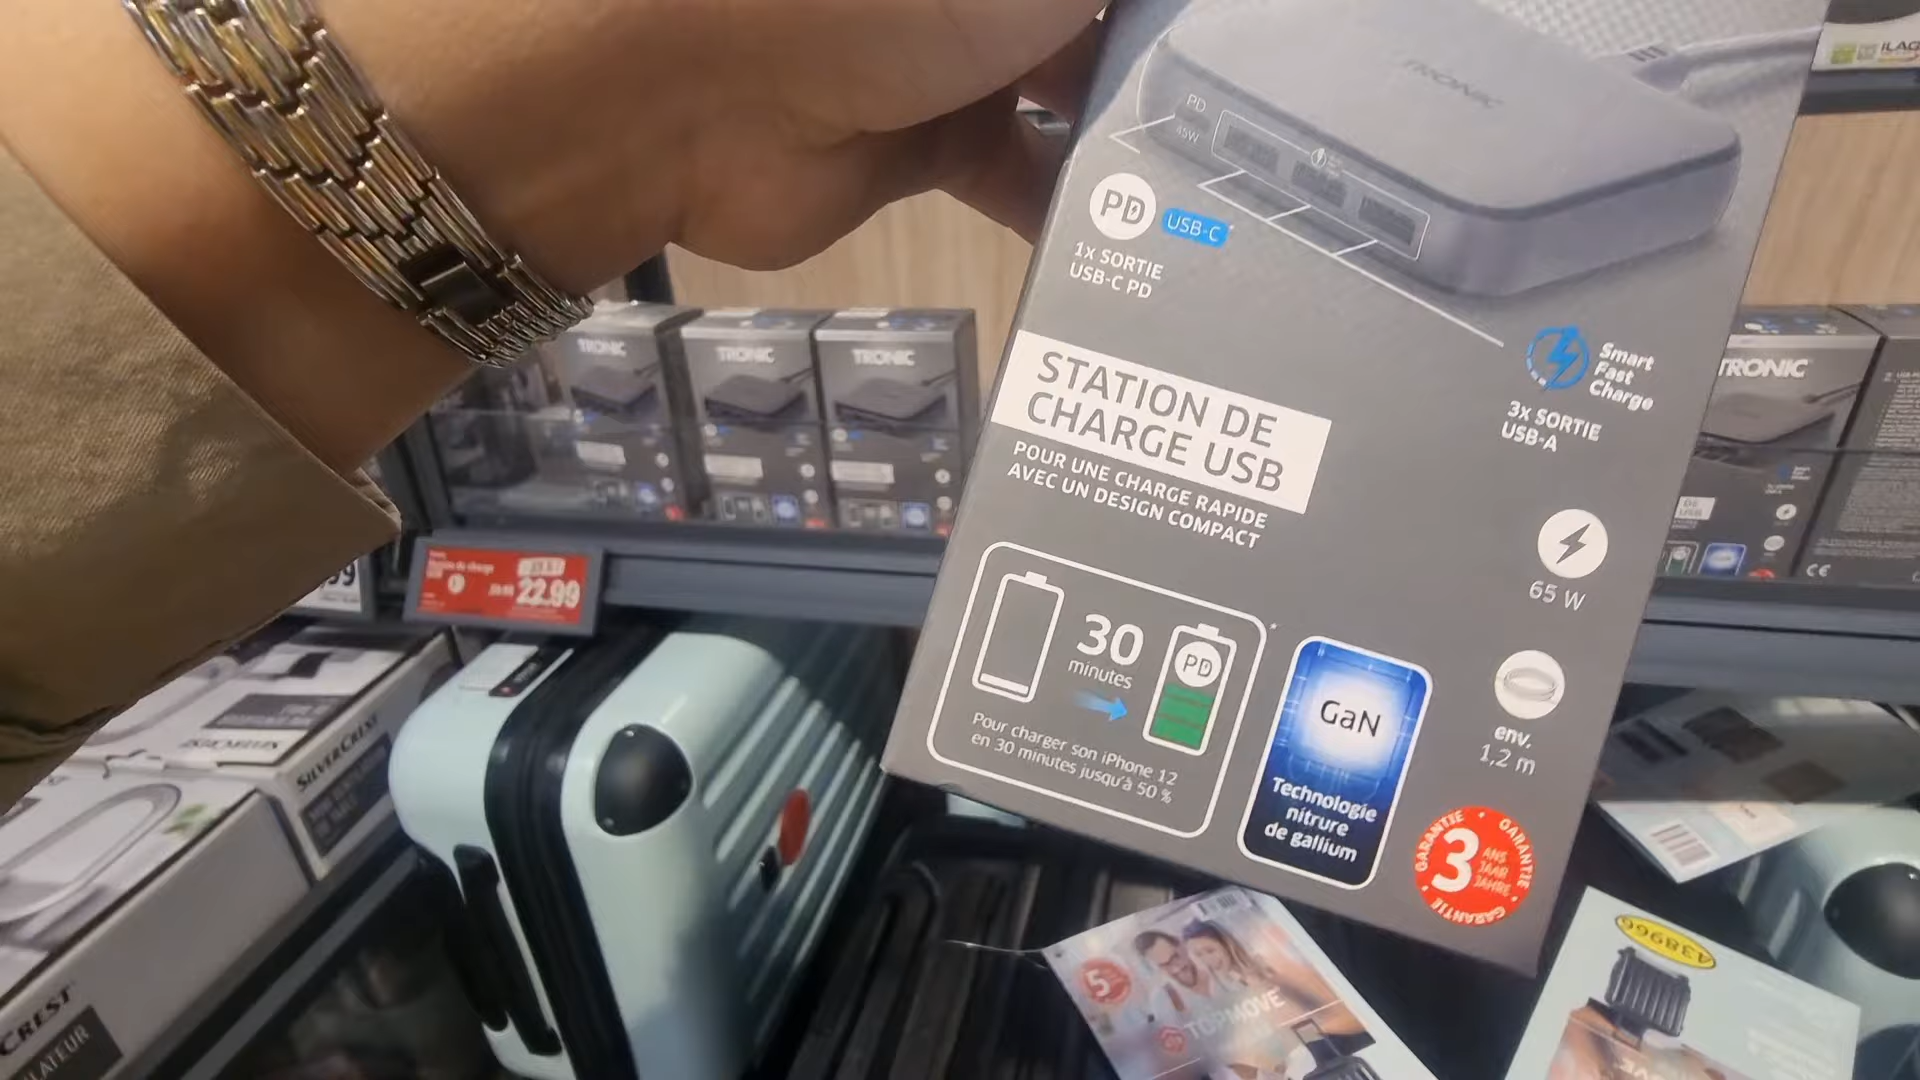 TRONIC
PD
45W
PD
USB-C
1x SORTIE
USB-C PD
Smart
Fast
Charge
3x SORTIE
USB-A
STATION DE
CHARGE USB
POUR UNE CHARGE RAPIDE
AVEC UN DESIGN COMPACT
65 W
30
minutes
PD
*
Pour charger son iPhone 12
en 30 minutes jusqu'à 50 %
GaN
Technologie
nitrure
de gallium
env.
1,2 m
GARANTIE
3
ANS
JAAR
JAHRE
GARANTIE
GARANTIE
TRONIC
TRONIC
TRONIC
TRONIC
22.99
SILVERCREST
CREST
5
TOPMOVE
A38966
CE